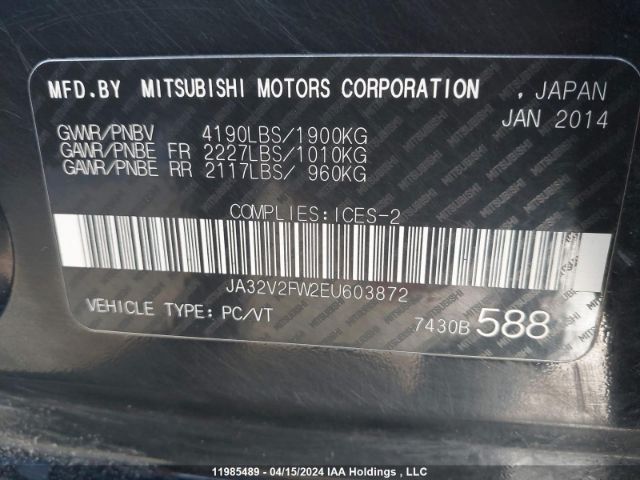 MFD.BY MITSUBISHI MOTORS CORPORATION , JAPAN
JAN 2014
GVWR/PNBV 4190LBS/1900KG
GAWR/PNBE FR 2227LBS/1010KG
GAWR/PNBE RR 2117LBS/ 960KG
COMPLIES:ICES-2
JA32V2FW2EU603872
VEHICLE TYPE: PC/VT
7430B 588
11985489 - 04/15/2024 IAA Holdings , LLC